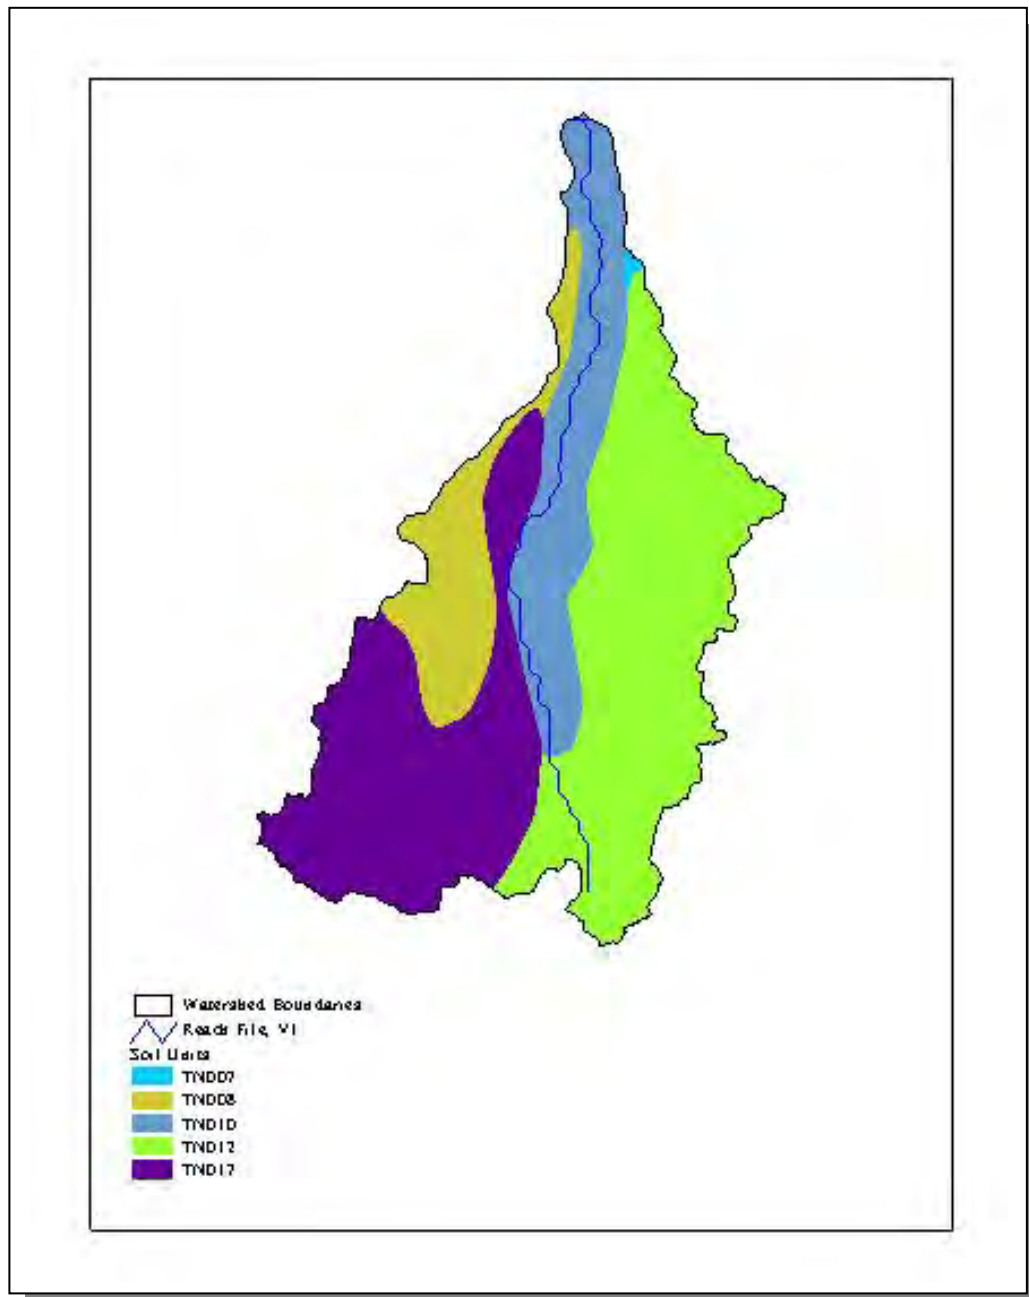 Watershed Boundaries
Reach File, V1
Soil Units
TN007
TN008
TN010
TN012
TN017